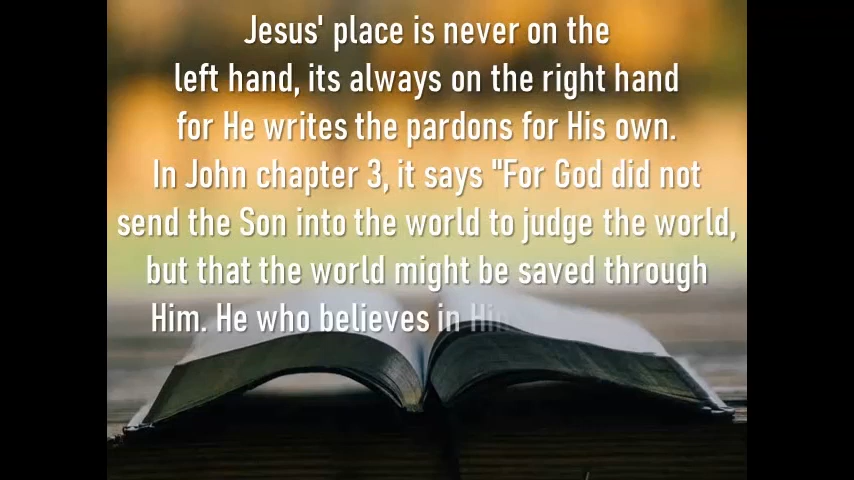 Jesus' place is never on the
left hand, its always on the right hand
for He writes the pardons for His own.
In John chapter 3, it says "For God did not
send the Son into the world to judge the world,
but that the world might be saved through
Him. He who believes in Him